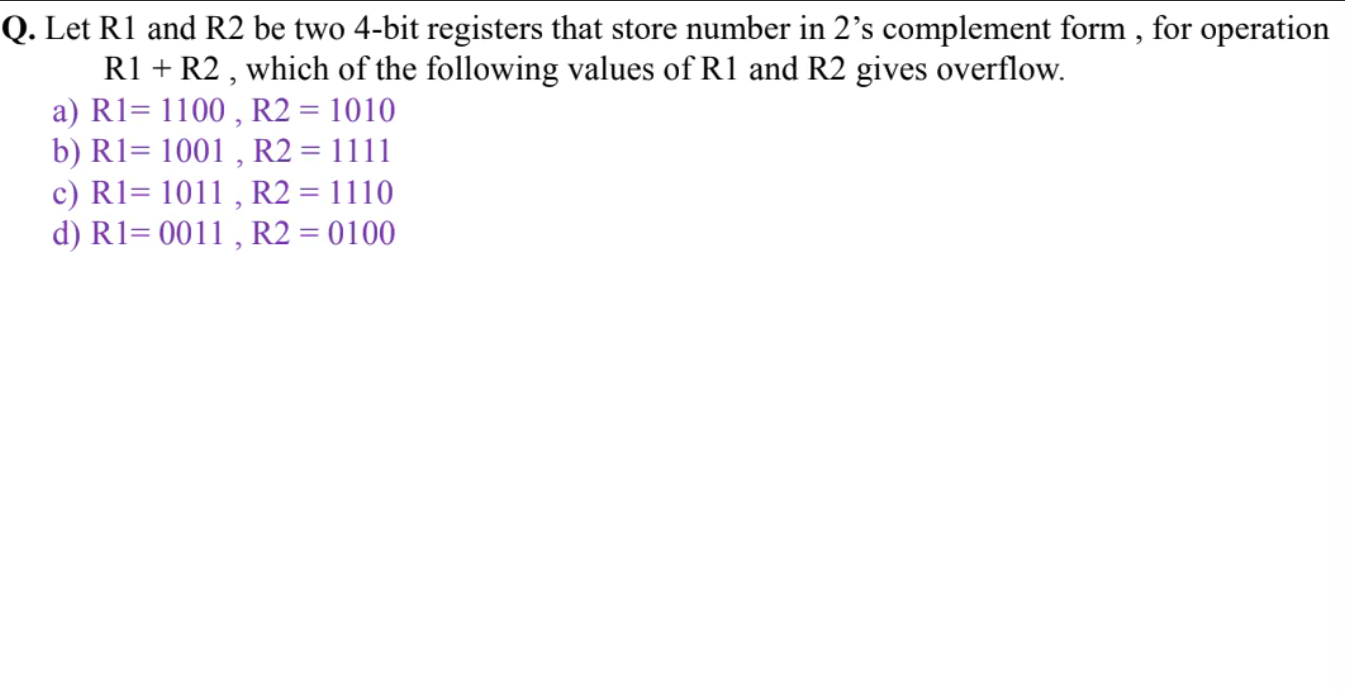 Q. Let R1 and R2 be two 4-bit registers that store number in 2’s complement form , for operation
R1 + R2 , which of the following values of R1 and R2 gives overflow.
a) R1= 1100 , R2 = 1010
b) R1= 1001 , R2 = 1111
c) R1= 1011 , R2 = 1110
d) R1= 0011 , R2 = 0100